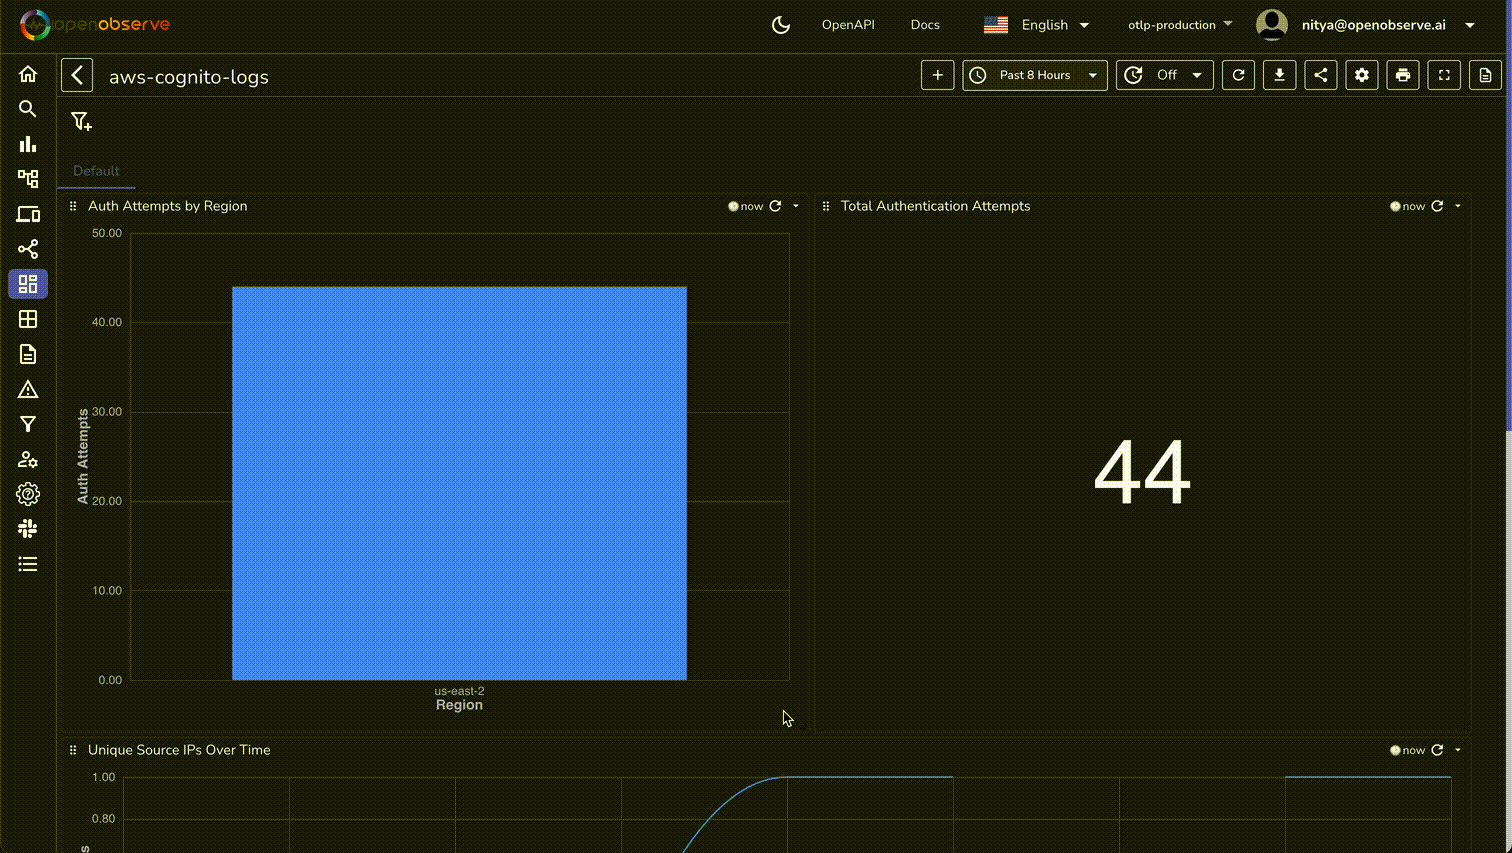 openobserve
OpenAPI
Docs
English
otlp-production
nitya@openobserve.ai
aws-cognito-logs
Past 8 Hours
Off
Default
Auth Attempts by Region
now
Total Authentication Attempts
now
50.00
40.00
30.00
20.00
10.00
0.00
Auth Attempts
us-east-2
Region
44
Unique Source IPs Over Time
now
1.00
0.80